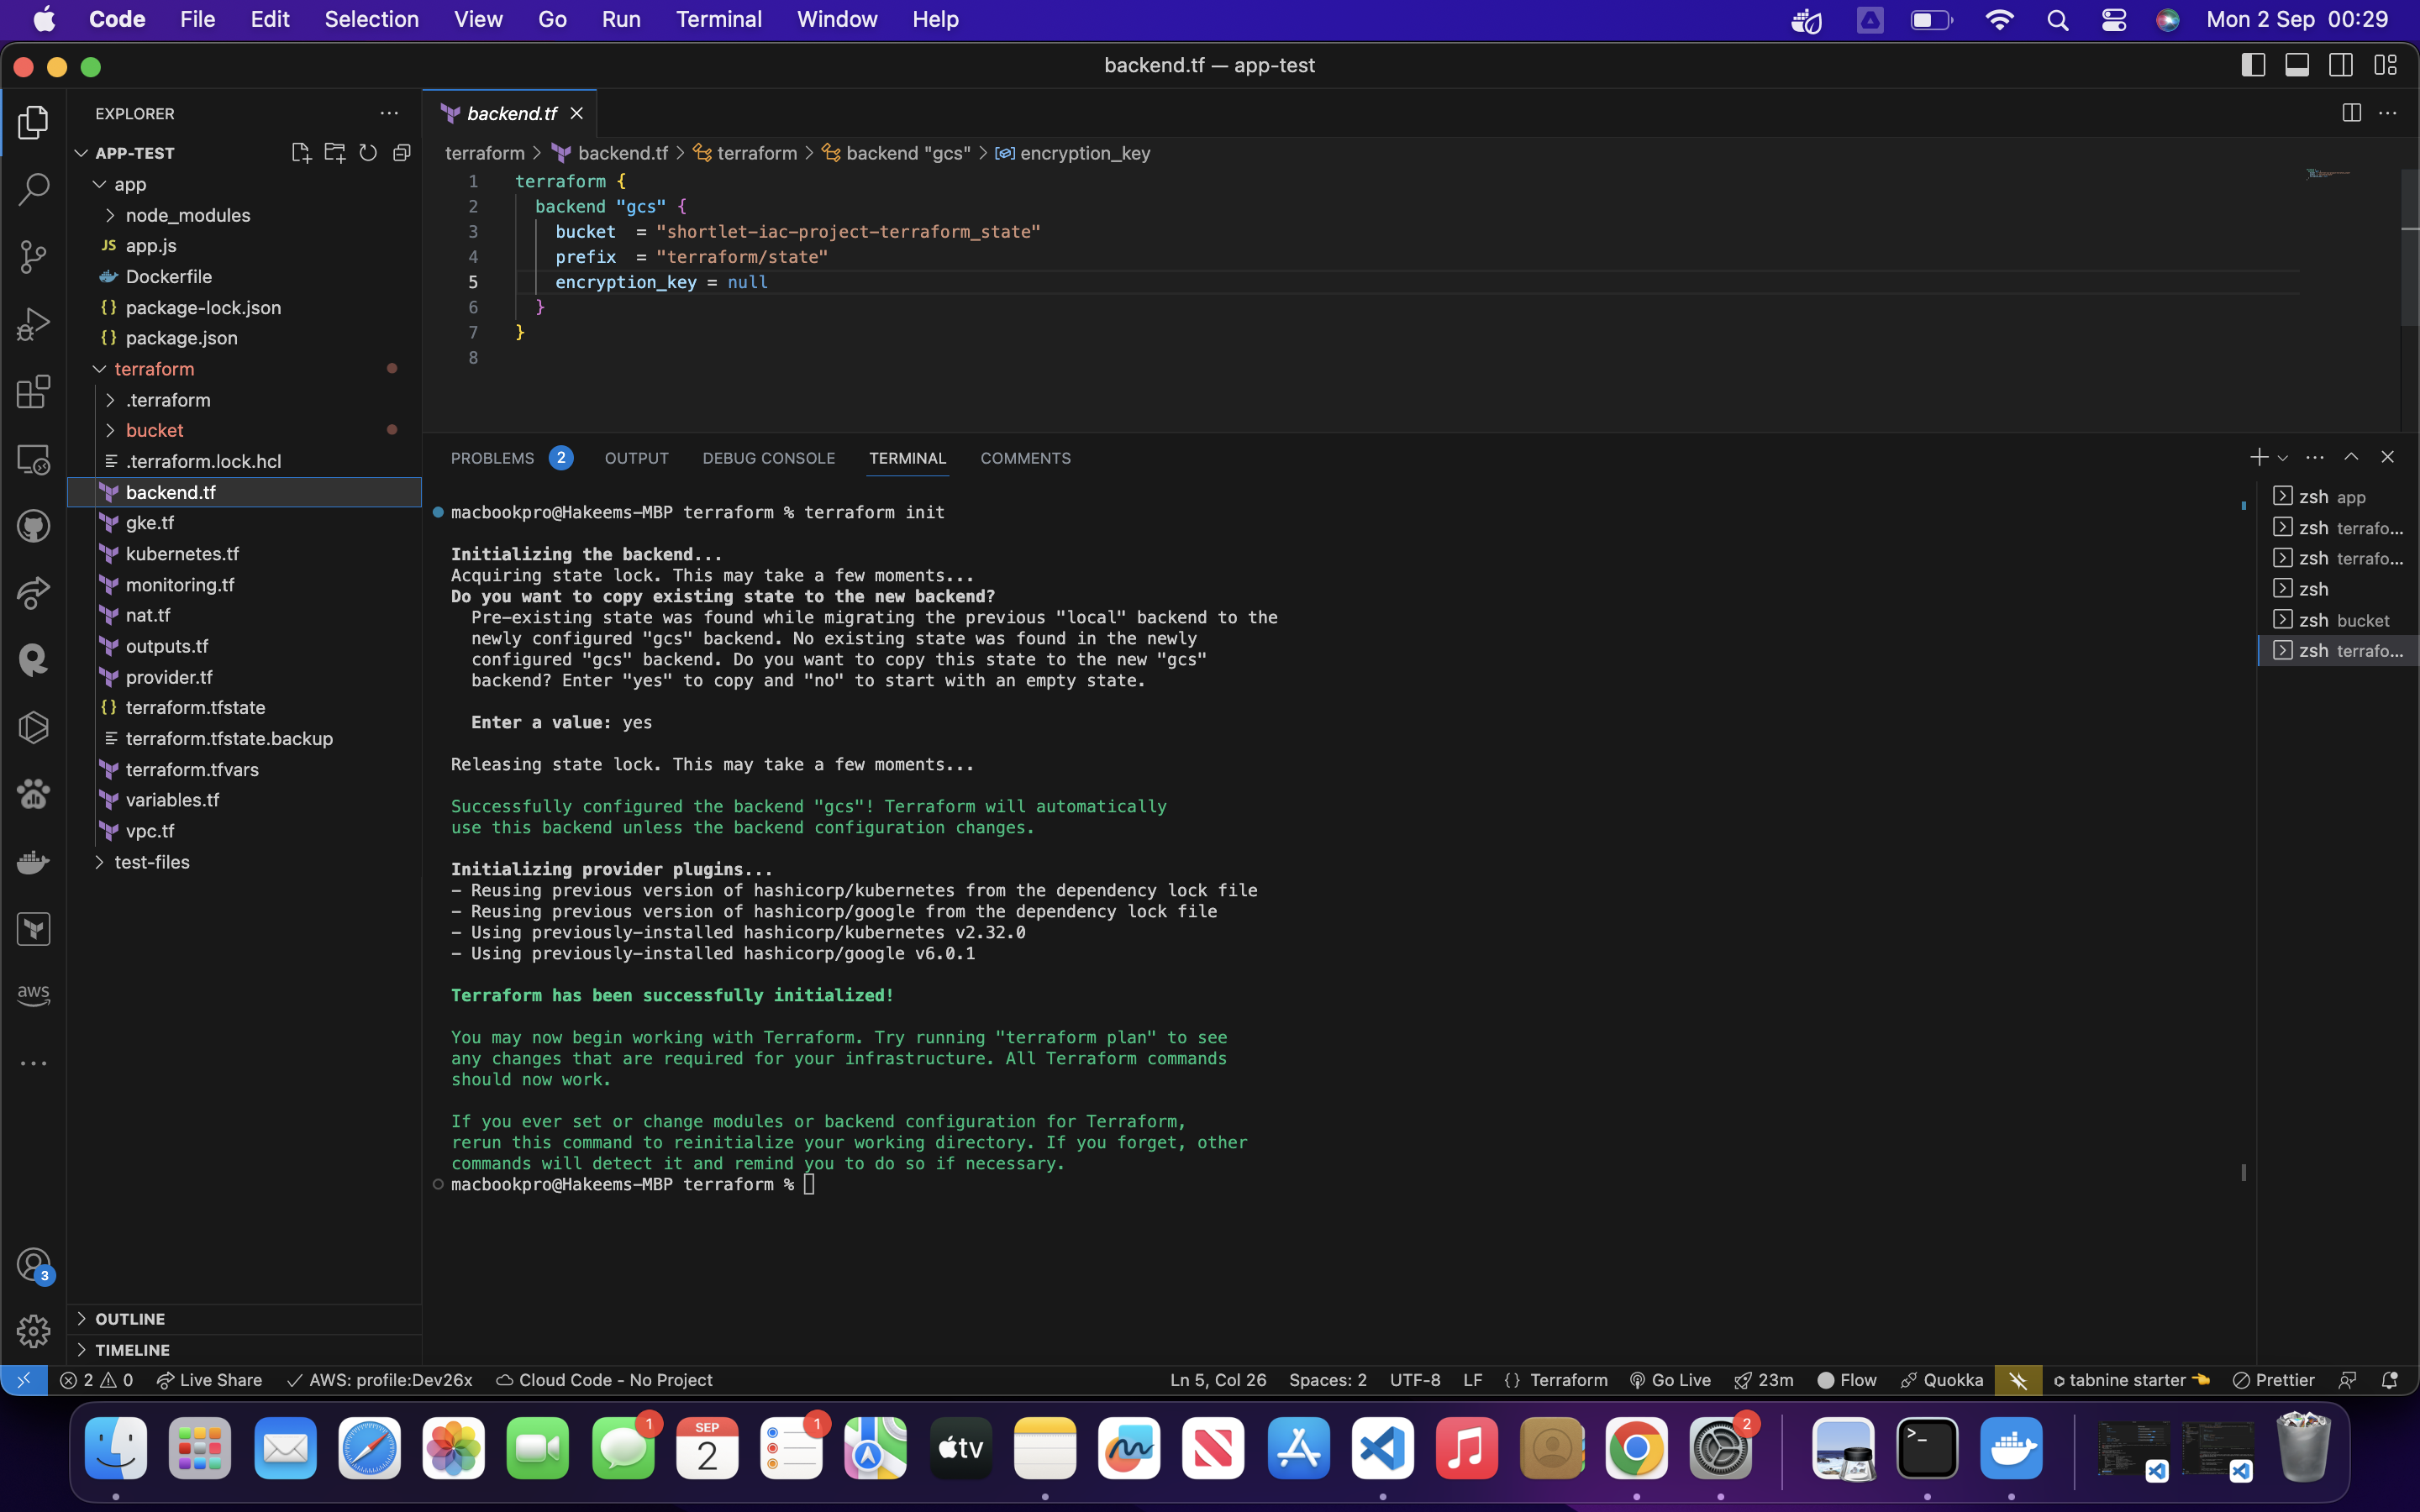 Code File Edit Selection View Go Run Terminal Window Help Mon 2 Sep 00:29
backend.tf — app-test
EXPLORER
APP-TEST
app
node_modules
JS app.js
Dockerfile
{} package-lock.json
{} package.json
terraform
.terraform
bucket
.terraform.lock.hcl
backend.tf
gke.tf
kubernetes.tf
monitoring.tf
nat.tf
outputs.tf
provider.tf
{} terraform.tfstate
terraform.tfstate.backup
terraform.tfvars
variables.tf
vpc.tf
test-files
OUTLINE
TIMELINE
aws
3
backend.tf
terraform > backend.tf > terraform > backend "gcs" > encryption_key
1 terraform {
2 backend "gcs" {
3 bucket = "shortlet-iac-project-terraform_state"
4 prefix = "terraform/state"
5 encryption_key = null
6 }
7 }
8
PROBLEMS 2 OUTPUT DEBUG CONSOLE TERMINAL COMMENTS
macbookpro@Hakeems-MBP terraform % terraform init
Initializing the backend...
Acquiring state lock. This may take a few moments...
Do you want to copy existing state to the new backend?
Pre-existing state was found while migrating the previous "local" backend to the
newly configured "gcs" backend. No existing state was found in the newly
configured "gcs" backend. Do you want to copy this state to the new "gcs"
backend? Enter "yes" to copy and "no" to start with an empty state.
Enter a value: yes
Releasing state lock. This may take a few moments...
Successfully configured the backend "gcs"! Terraform will automatically
use this backend unless the backend configuration changes.
Initializing provider plugins...
- Reusing previous version of hashicorp/kubernetes from the dependency lock file
- Reusing previous version of hashicorp/google from the dependency lock file
- Using previously-installed hashicorp/kubernetes v2.32.0
- Using previously-installed hashicorp/google v6.0.1
Terraform has been successfully initialized!
You may now begin working with Terraform. Try running "terraform plan" to see
any changes that are required for your infrastructure. All Terraform commands
should now work.
If you ever set or change modules or backend configuration for Terraform,
rerun this command to reinitialize your working directory. If you forget, other
commands will detect it and remind you to do so if necessary.
macbookpro@Hakeems-MBP terraform %
zsh app
zsh terrafo...
zsh terrafo...
zsh
zsh bucket
zsh terrafo...
2 0 Live Share AWS: profile:Dev26x Cloud Code - No Project Ln 5, Col 26 Spaces: 2 UTF-8 LF {} Terraform Go Live 23m Flow Quokka tabnine starter Prettier
1 SEP 2 1 tv 2